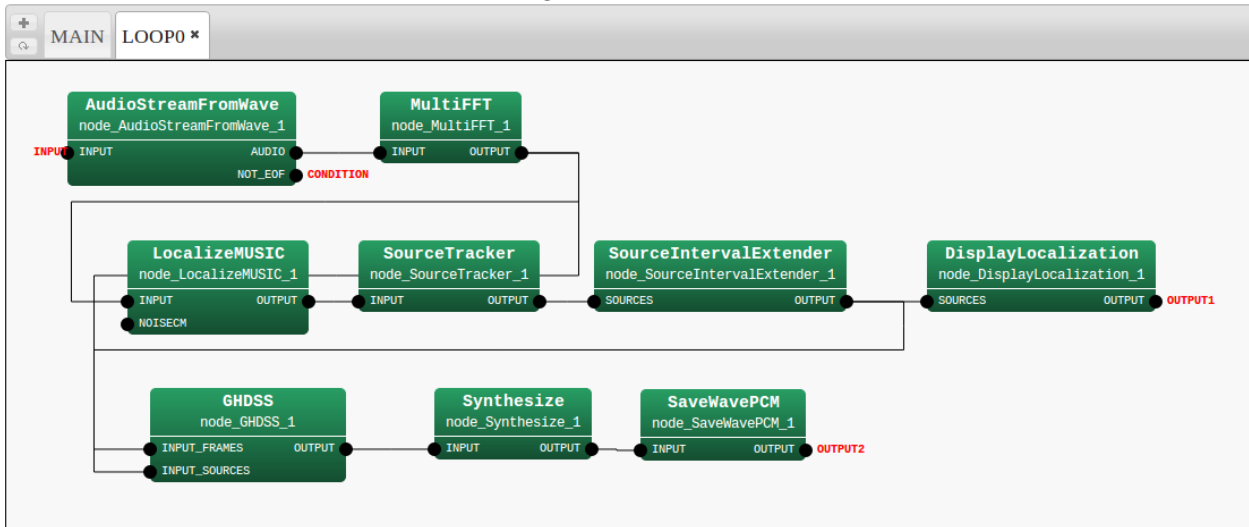 MAIN
LOOP0 ×
AudioStreamFromWave
node_AudioStreamFromWave_1
INPUT
INPUT
AUDIO
NOT_EOF
CONDITION
MultiFFT
node_MultiFFT_1
INPUT
OUTPUT
LocalizeMUSIC
node_LocalizeMUSIC_1
INPUT
OUTPUT
NOISECM
SourceTracker
node_SourceTracker_1
INPUT
OUTPUT
SourceIntervalExtender
node_SourceIntervalExtender_1
SOURCES
OUTPUT
DisplayLocalization
node_DisplayLocalization_1
SOURCES
OUTPUT
OUTPUT1
GHDSS
node_GHDSS_1
INPUT_FRAMES
OUTPUT
INPUT_SOURCES
Synthesize
node_Synthesize_1
INPUT
OUTPUT
SaveWavePCM
node_SaveWavePCM_1
INPUT
OUTPUT
OUTPUT2